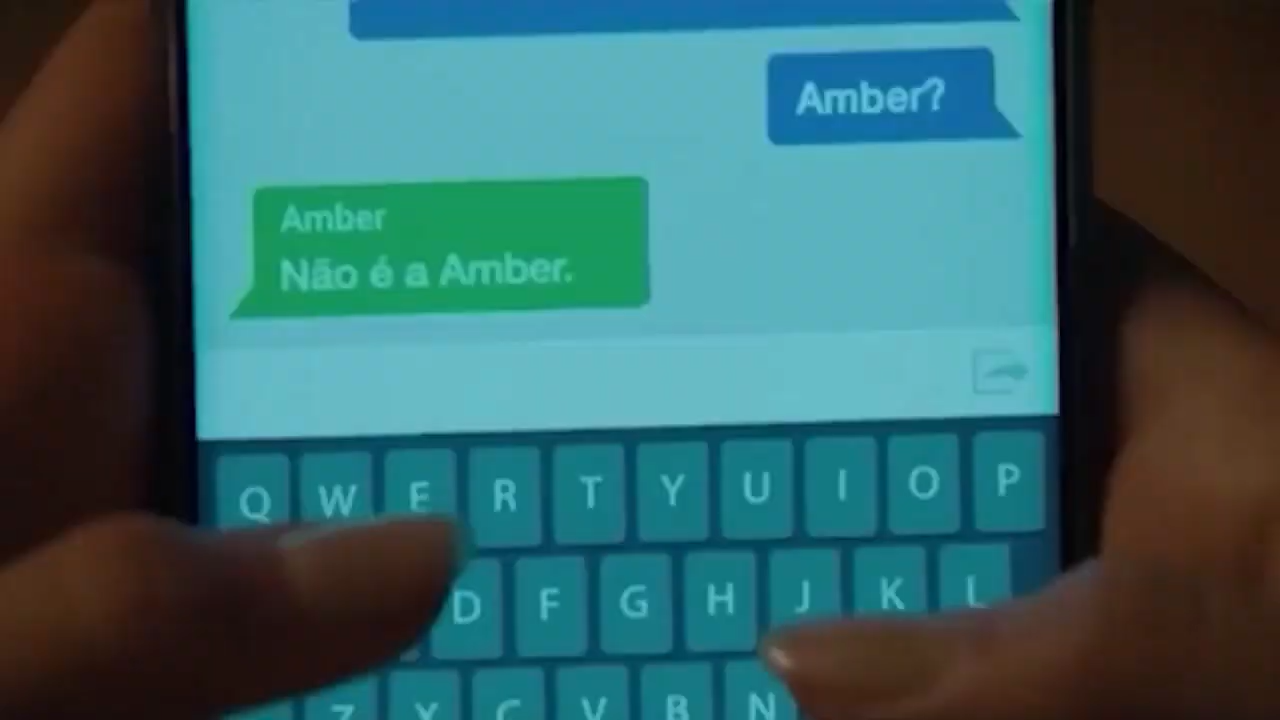 Amber?
Amber
Não é a Amber.
Q W E R T Y U I O P
D F G H J K L
Z X C V B N